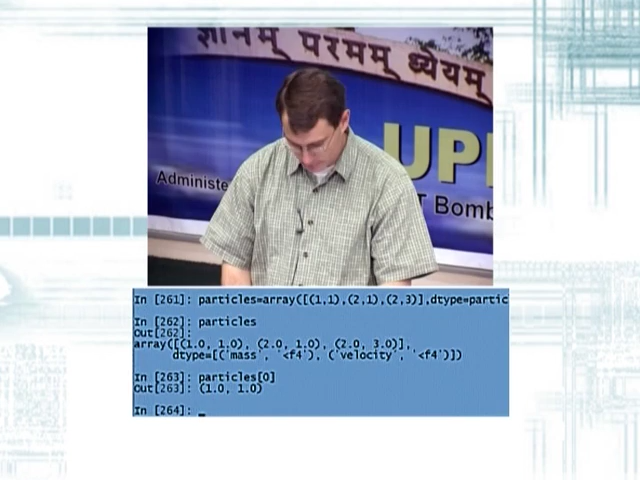 ज्ञानम् परमम् ध्येयम्
UP
Administe
T Bomb
In [261]: particles=array([(1,1),(2,1),(2,3)],dtype=partic
In [262]: particles
Out[262]:
array([(1.0, 1.0), (2.0, 1.0), (2.0, 3.0)],
dtype=[('mass', '<f4'), ('velocity', '<f4')])
In [263]: particles[0]
Out[263]: (1.0, 1.0)
In [264]: _